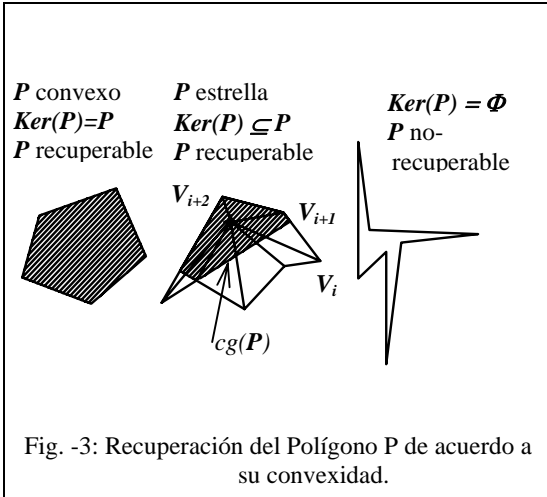 P convexo
Ker(P)=P
P recuperable
P estrella
Ker(P) ⊆ P
P recuperable
Ker(P) = Φ
P no-
recuperable
V_{i+2}
V_{i+1}
V_i
cg(P)
Fig. -3: Recuperación del Polígono P de acuerdo a
su convexidad.